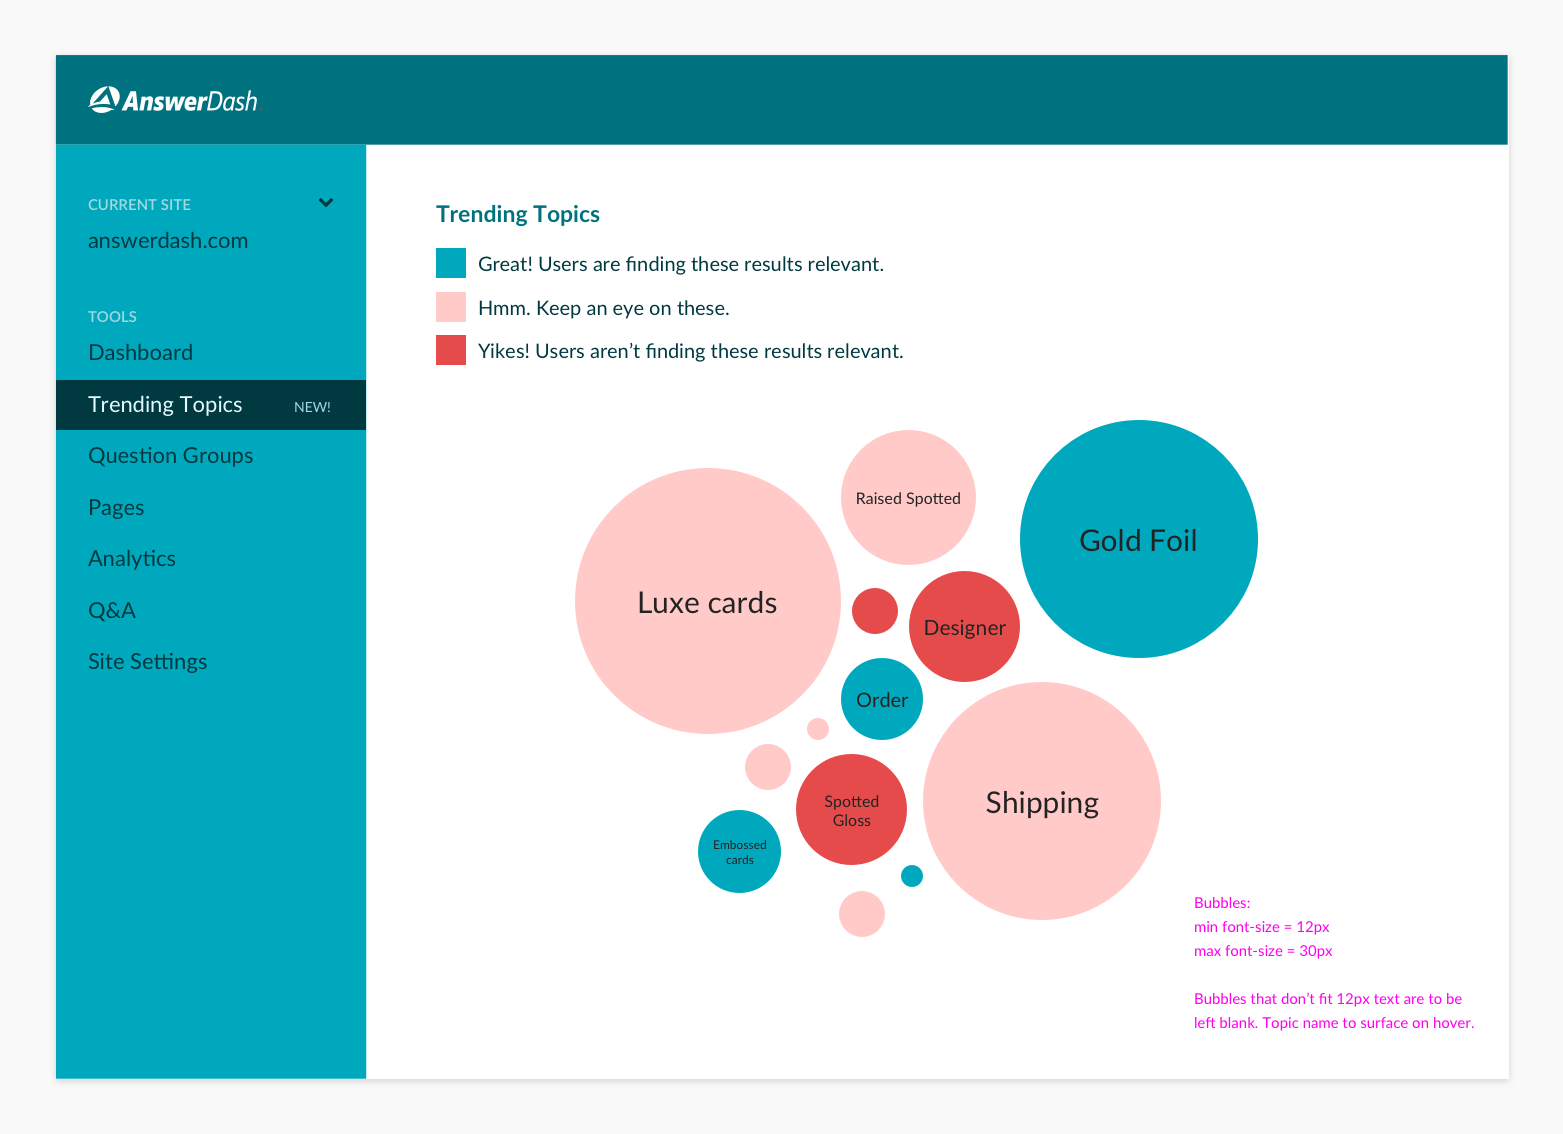 AnswerDash
CURRENT SITE
answerdash.com
TOOLS
Dashboard
Trending Topics NEW!
Question Groups
Pages
Analytics
Q&A
Site Settings
Trending Topics
Great! Users are finding these results relevant.
Hmm. Keep an eye on these.
Yikes! Users aren’t finding these results relevant.
Raised Spotted
Gold Foil
Luxe cards
Designer
Order
Shipping
Spotted
Gloss
Embossed
cards
Bubbles:
min font-size = 12px
max font-size = 30px
Bubbles that don’t fit 12px text are to be
left blank. Topic name to surface on hover.